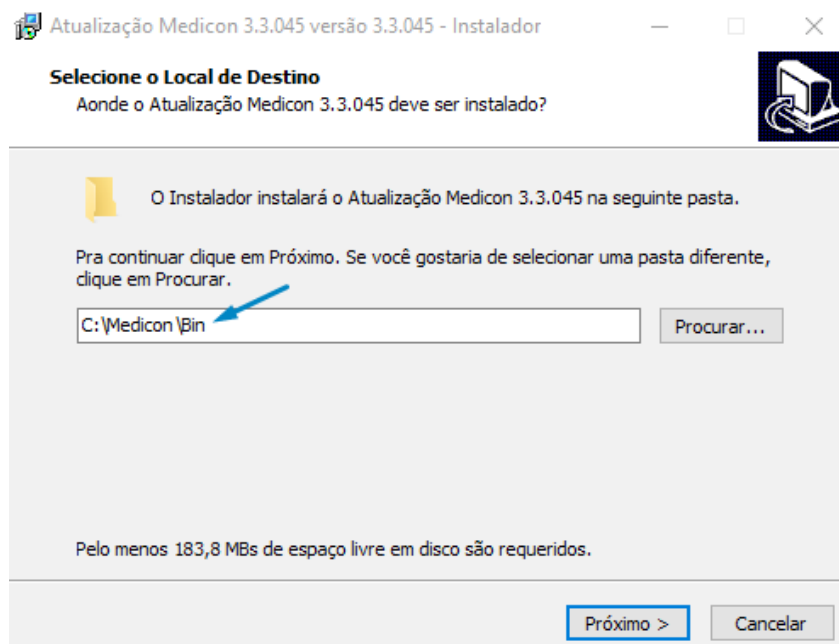 Atualização Medicon 3.3.045 versão 3.3.045 - Instalador
Selecione o Local de Destino
Aonde o Atualização Medicon 3.3.045 deve ser instalado?
O Instalador instalará o Atualização Medicon 3.3.045 na seguinte pasta.
Pra continuar clique em Próximo. Se você gostaria de selecionar uma pasta diferente,
clique em Procurar.
C:\Medicon\Bin
Procurar...
Pelo menos 183,8 MBs de espaço livre em disco são requeridos.
Próximo >
Cancelar